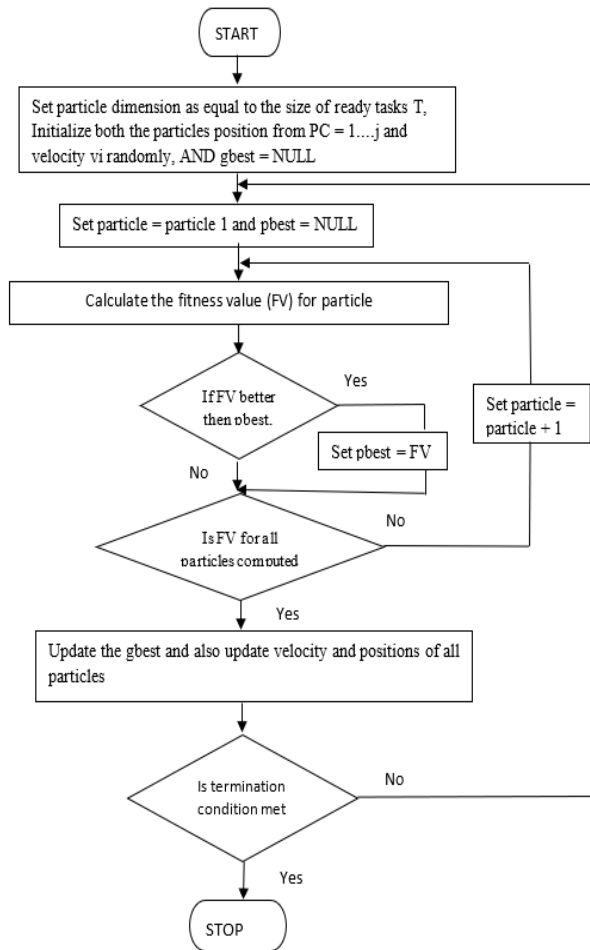 START
Set particle dimension as equal to the size of ready tasks T,
Initialize both the particles position from PC = 1....j and
velocity vi randomly, AND gbest = NULL
Set particle = particle 1 and pbest = NULL
Calculate the fitness value (FV) for particle
If FV better
then pbest.
Yes
Set pbest = FV
Set particle =
particle + 1
No
Is FV for all
particles computed
No
Yes
Update the gbest and also update velocity and positions of all
particles
Is termination
condition met
No
Yes
STOP